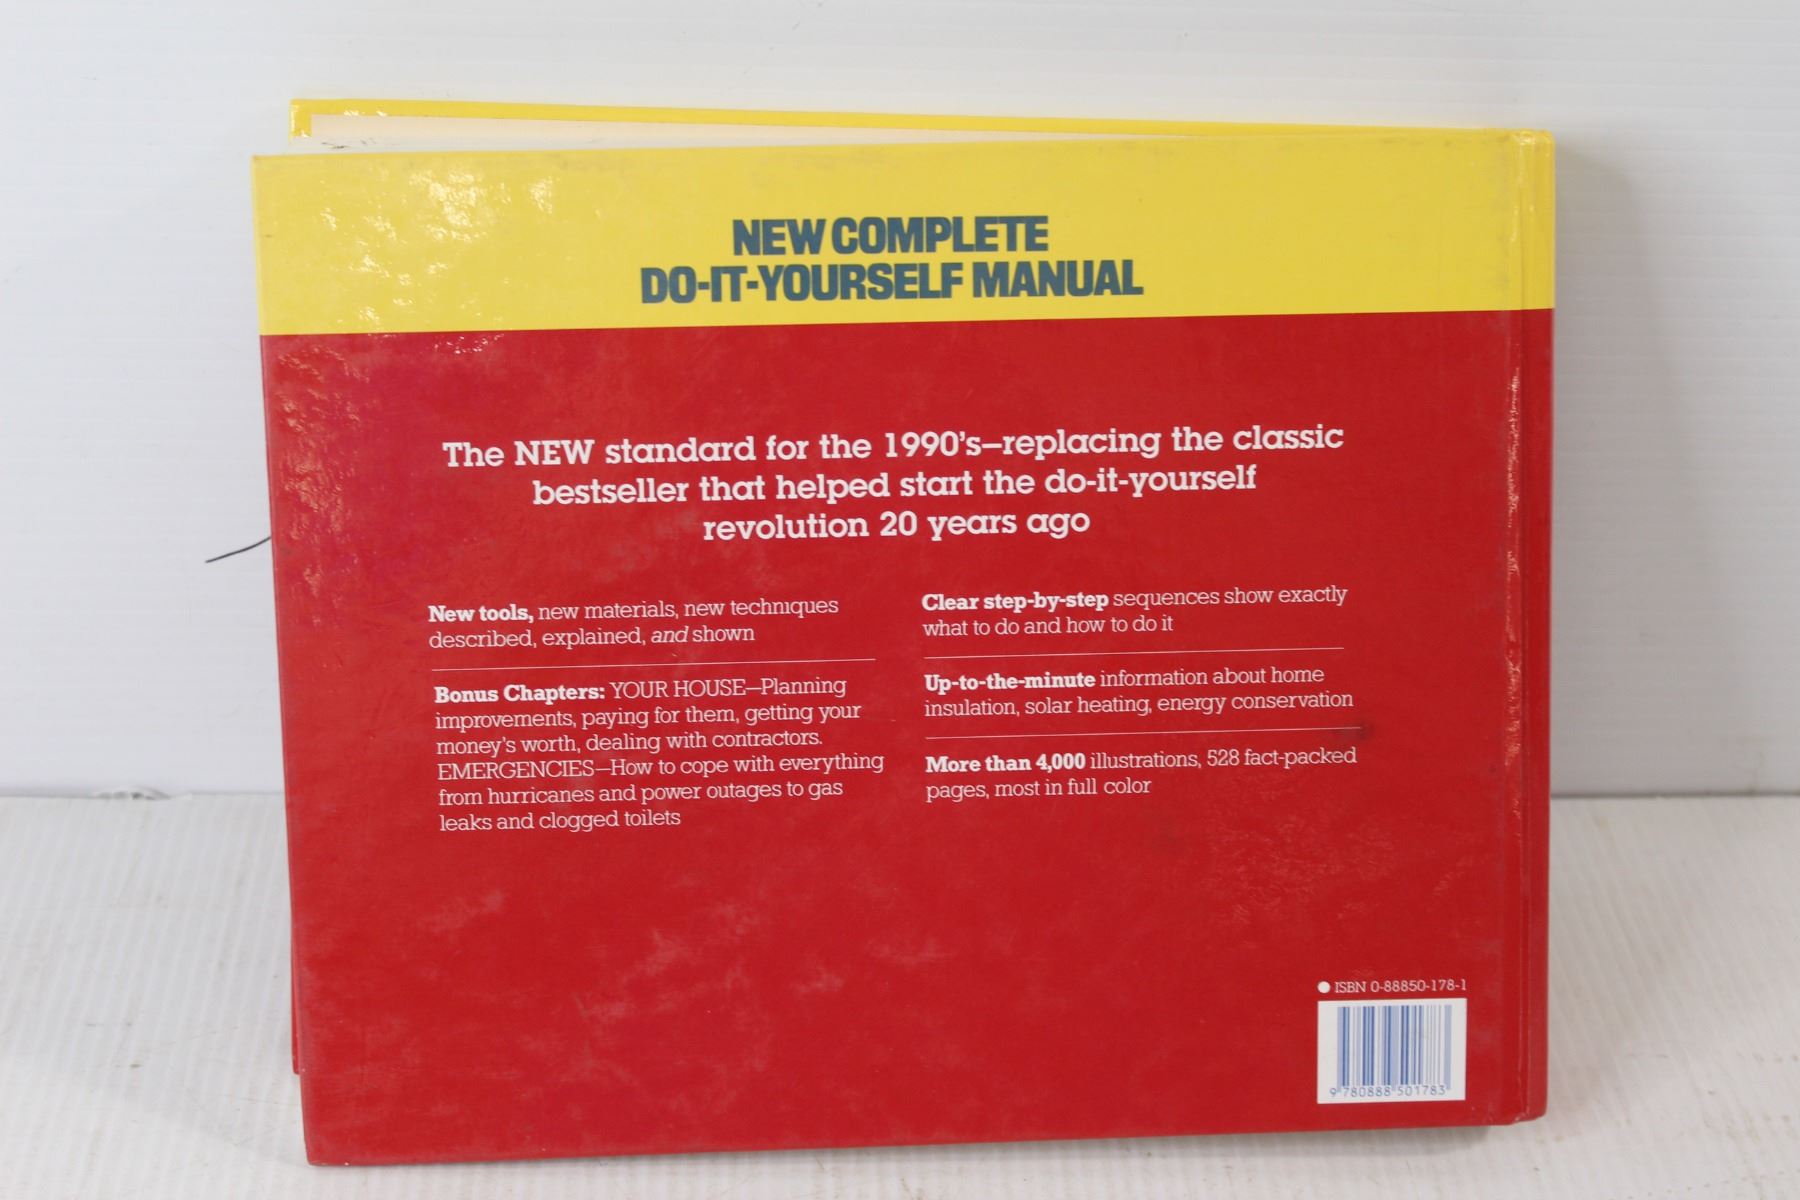 NEW COMPLETE
DO-IT-YOURSELF MANUAL
The NEW standard for the 1990's—replacing the classic
bestseller that helped start the do-it-yourself
revolution 20 years ago
New tools, new materials, new techniques
described, explained, and shown
Bonus Chapters: YOUR HOUSE—Planning
improvements, paying for them, getting your
money's worth, dealing with contractors.
EMERGENCIES—How to cope with everything
from hurricanes and power outages to gas
leaks and clogged toilets
Clear step-by-step sequences show exactly
what to do and how to do it
Up-to-the-minute information about home
insulation, solar heating, energy conservation
More than 4,000 illustrations, 528 fact-packed
pages, most in full color
ISBN 0-88850-178-1
9 780888 501783